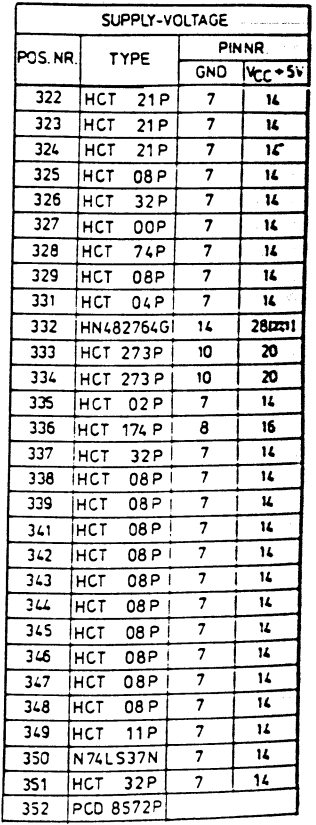 SUPPLY-VOLTAGE
POS. NR. TYPE PINNR.
GND VCC +5V
322 HCT 21P 7 14
323 HCT 21P 7 14
324 HCT 21P 7 14
325 HCT 08P 7 14
326 HCT 32P 7 14
327 HCT 00P 7 14
328 HCT 74P 7 14
329 HCT 08P 7 14
331 HCT 04P 7 14
332 HN482764G 14 28
333 HCT 273P 10 20
334 HCT 273P 10 20
335 HCT 02P 7 14
336 HCT 174P 8 16
337 HCT 32P 7 14
338 HCT 08P 7 14
339 HCT 08P 7 14
341 HCT 08P 7 14
342 HCT 08P 7 14
343 HCT 08P 7 14
344 HCT 08P 7 14
345 HCT 08P 7 14
346 HCT 08P 7 14
347 HCT 08P 7 14
348 HCT 08P 7 14
349 HCT 11P 7 14
350 N74LS37N 7 14
351 HCT 32P 7 14
352 PCD 8572P